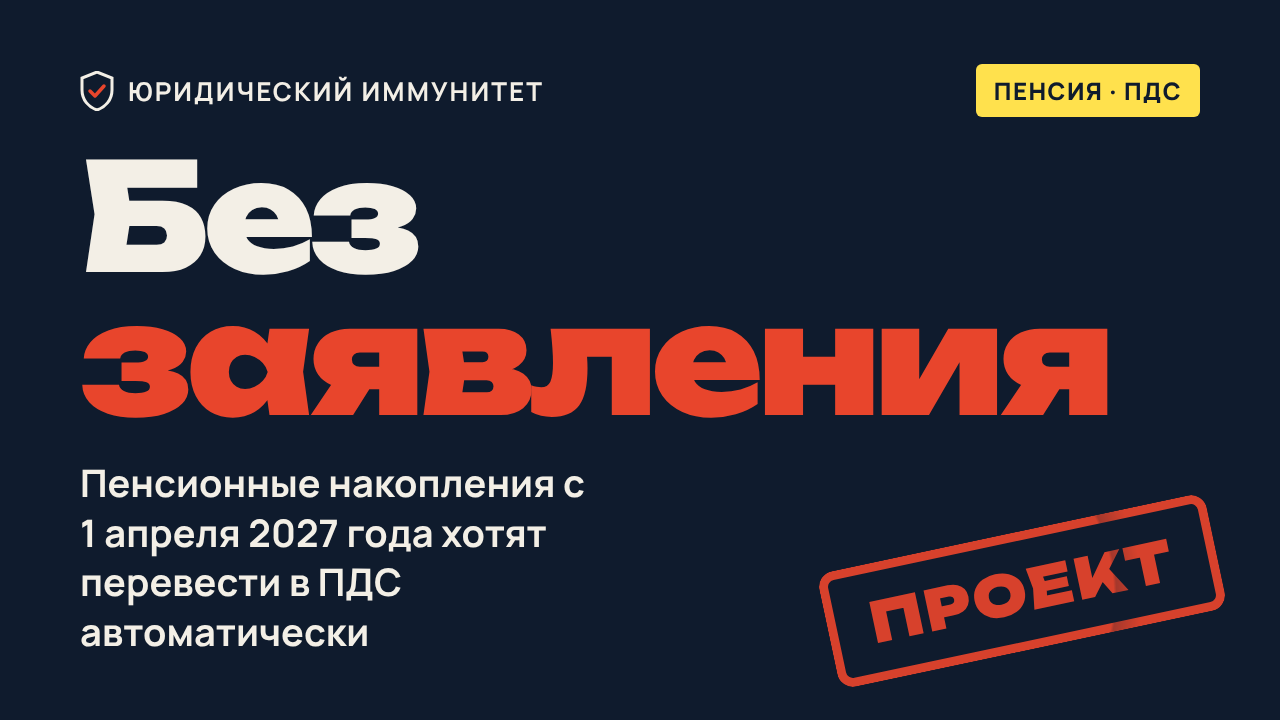 ЮРИДИЧЕСКИЙ ИММУНИТЕТ
ПЕНСИЯ · ПДС
Без
заявления
Пенсионные накопления с
1 апреля 2027 года хотят
перевести в ПДС
автоматически
ПРОЕКТ